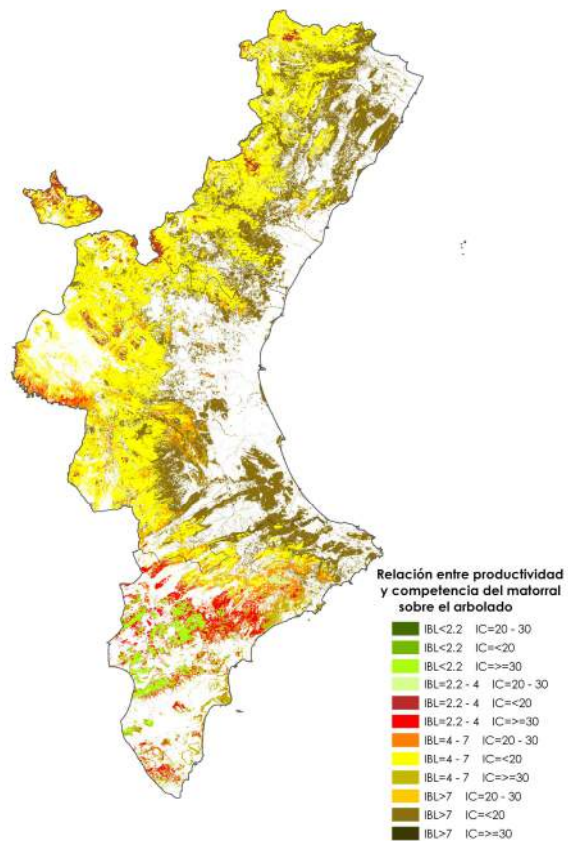 Relación entre productividad
y competencia del matorral
sobre el arbolado
IBL<2.2 IC=20 - 30
IBL<2.2 IC=<20
IBL<2.2 IC=>=30
IBL=2.2 - 4 IC=20 - 30
IBL=2.2 - 4 IC=<20
IBL=2.2 - 4 IC=>=30
IBL=4 - 7 IC=20 - 30
IBL=4 - 7 IC=<20
IBL=4 - 7 IC=>=30
IBL>7 IC=20 - 30
IBL>7 IC=<20
IBL>7 IC=>=30